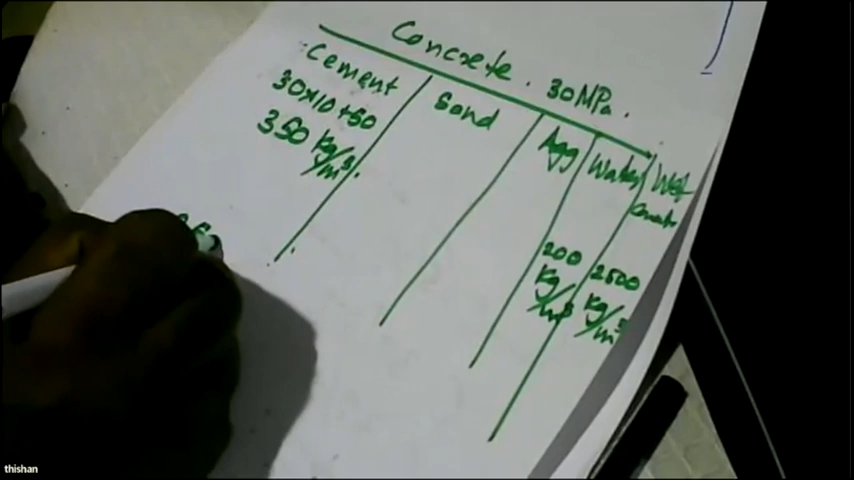 Concrete. 30MPa.
Cement Sand Agg Water Wet
30x10+50
350 Kg/m3.
200 Kg/m3
2500 Kg/m3
thishan